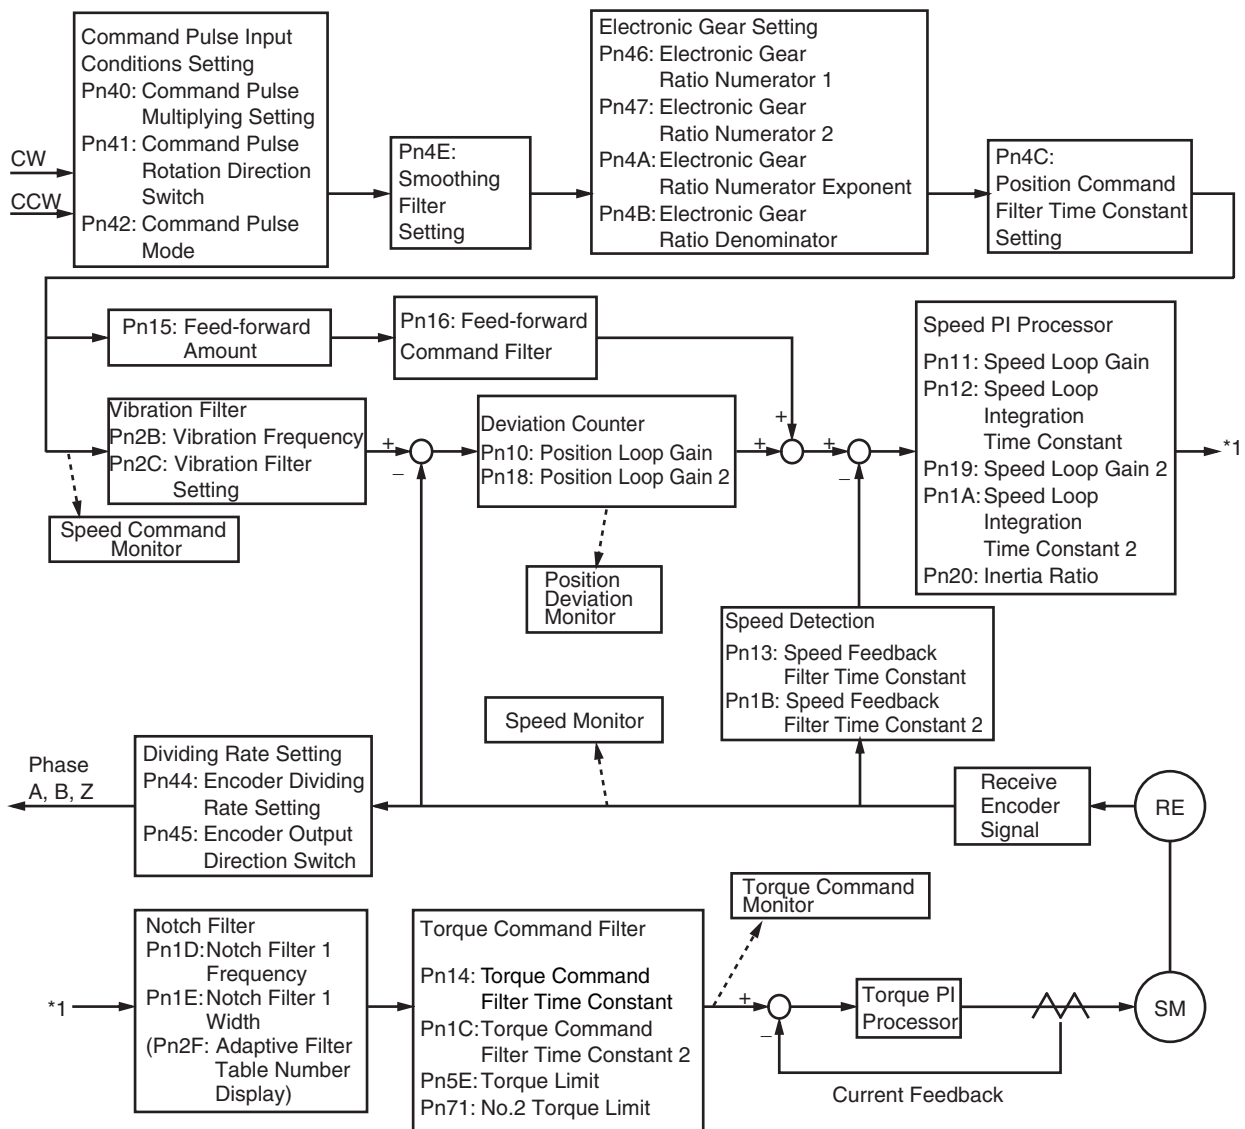 Command Pulse Input
Conditions Setting
Pn40: Command Pulse
Multiplying Setting
Pn41: Command Pulse
Rotation Direction
Switch
Pn42: Command Pulse
Mode
CW
CCW
Pn4E:
Smoothing
Filter
Setting
Electronic Gear Setting
Pn46: Electronic Gear
Ratio Numerator 1
Pn47: Electronic Gear
Ratio Numerator 2
Pn4A: Electronic Gear
Ratio Numerator Exponent
Pn4B: Electronic Gear
Ratio Denominator
Pn4C:
Position Command
Filter Time Constant
Setting
Pn15: Feed-forward
Amount
Pn16: Feed-forward
Command Filter
+
Vibration Filter
Pn2B: Vibration Frequency
Pn2C: Vibration Filter
Setting
+
–
Deviation Counter
Pn10: Position Loop Gain
Pn18: Position Loop Gain 2
+
+
–
Speed PI Processor
Pn11: Speed Loop Gain
Pn12: Speed Loop
Integration
Time Constant
Pn19: Speed Loop Gain 2
Pn1A: Speed Loop
Integration
Time Constant 2
Pn20: Inertia Ratio
*1
Speed Command
Monitor
Position
Deviation
Monitor
Speed Detection
Pn13: Speed Feedback
Filter Time Constant
Pn1B: Speed Feedback
Filter Time Constant 2
Speed Monitor
Phase
A, B, Z
Dividing Rate Setting
Pn44: Encoder Dividing
Rate Setting
Pn45: Encoder Output
Direction Switch
Receive
Encoder
Signal
RE
*1
Notch Filter
Pn1D: Notch Filter 1
Frequency
Pn1E: Notch Filter 1
Width
(Pn2F: Adaptive Filter
Table Number
Display)
Torque Command Filter
Pn14: Torque Command
Filter Time Constant
Pn1C: Torque Command
Filter Time Constant 2
Pn5E: Torque Limit
Pn71: No.2 Torque Limit
Torque Command
Monitor
+
–
Torque PI
Processor
SM
Current Feedback